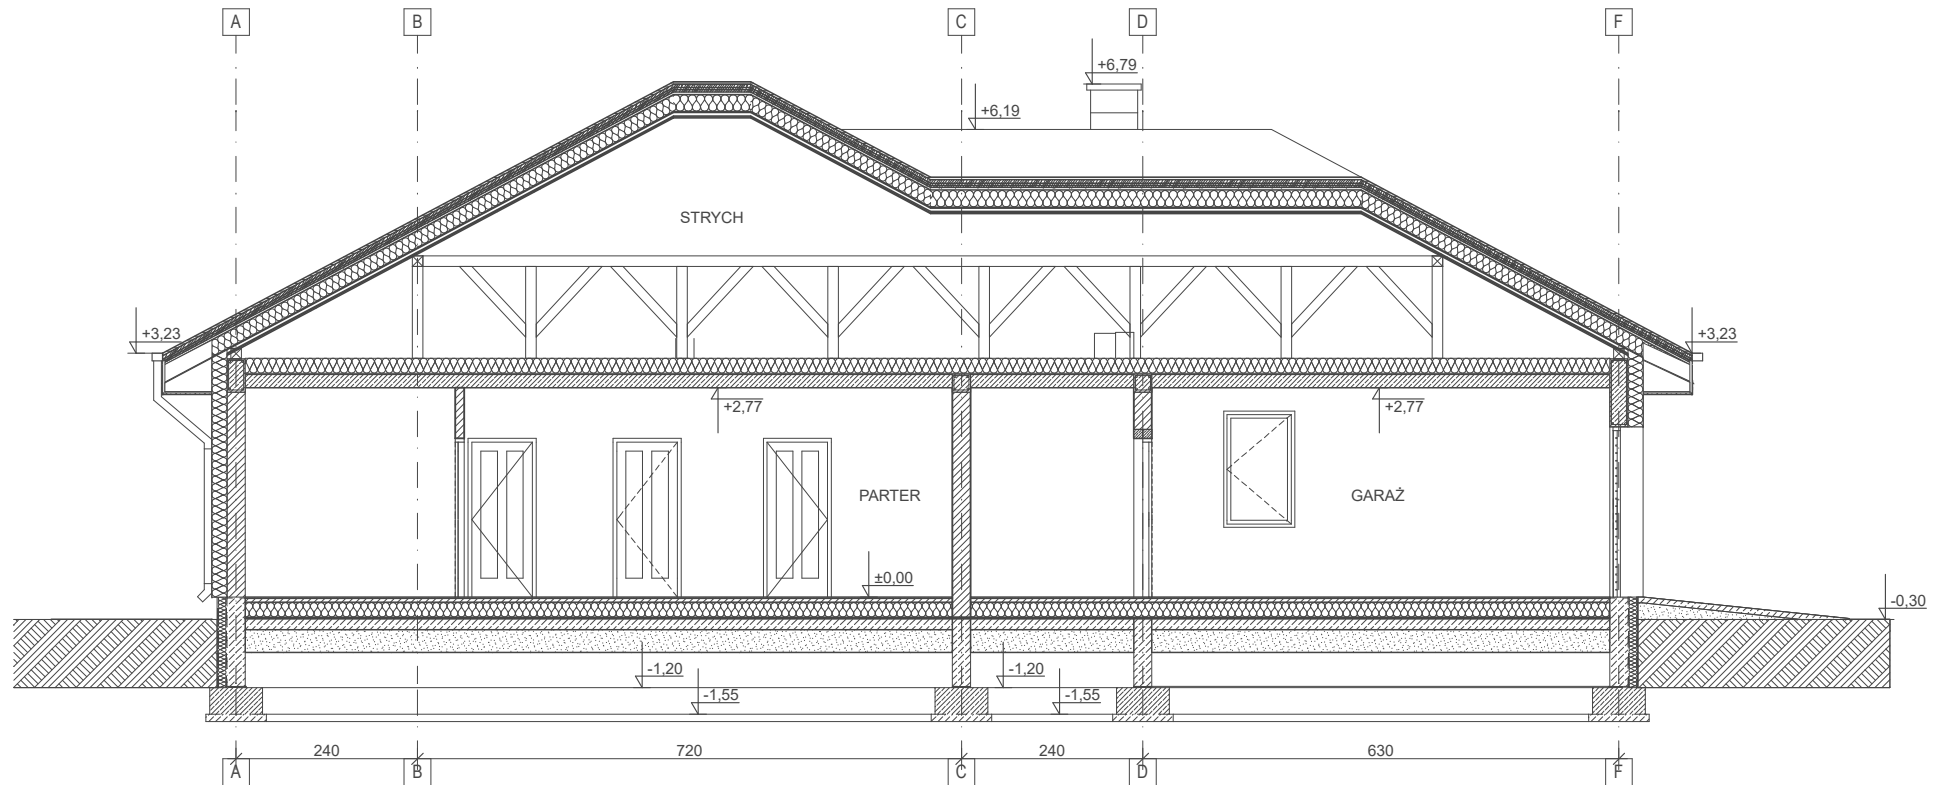 A B C D F
+6,79
+6,19
STRYCH
+3,23 +3,23
+2,77 +2,77
PARTER GARAŻ
±0,00
-0,30
-1,20 -1,20
-1,55 -1,55
240 720 240 630
A B C D F